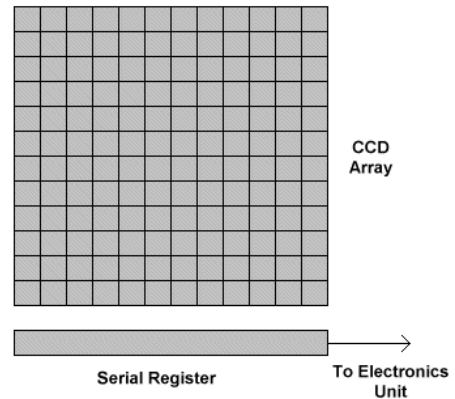 CCD
Array
Serial Register
To Electronics
Unit